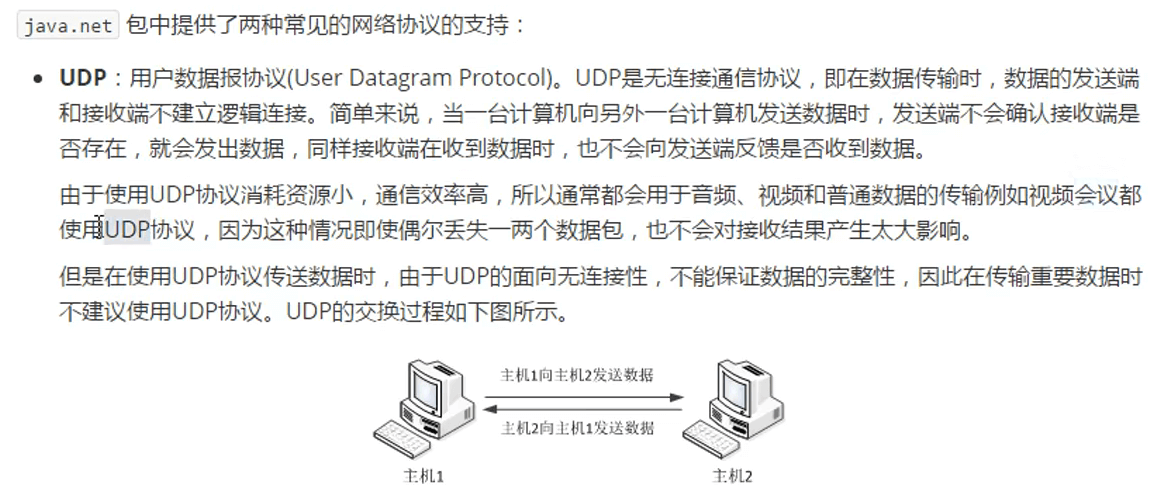 java.net 包中提供了两种常见的网络协议的支持：
UDP：用户数据报协议(User Datagram Protocol)。UDP是无连接通信协议，即在数据传输时，数据的发送端
和接收端不建立逻辑连接。简单来说，当一台计算机向另外一台计算机发送数据时，发送端不会确认接收端是
否存在，就会发出数据，同样接收端在收到数据时，也不会向发送端反馈是否收到数据。
由于使用UDP协议消耗资源小，通信效率高，所以通常都会用于音频、视频和普通数据的传输例如视频会议都
使用UDP协议，因为这种情况即使偶尔丢失一两个数据包，也不会对接收结果产生太大影响。
但是在使用UDP协议传送数据时，由于UDP的面向无连接性，不能保证数据的完整性，因此在传输重要数据时
不建议使用UDP协议。UDP的交换过程如下图所示。
主机1向主机2发送数据
主机2向主机1发送数据
主机1 主机2